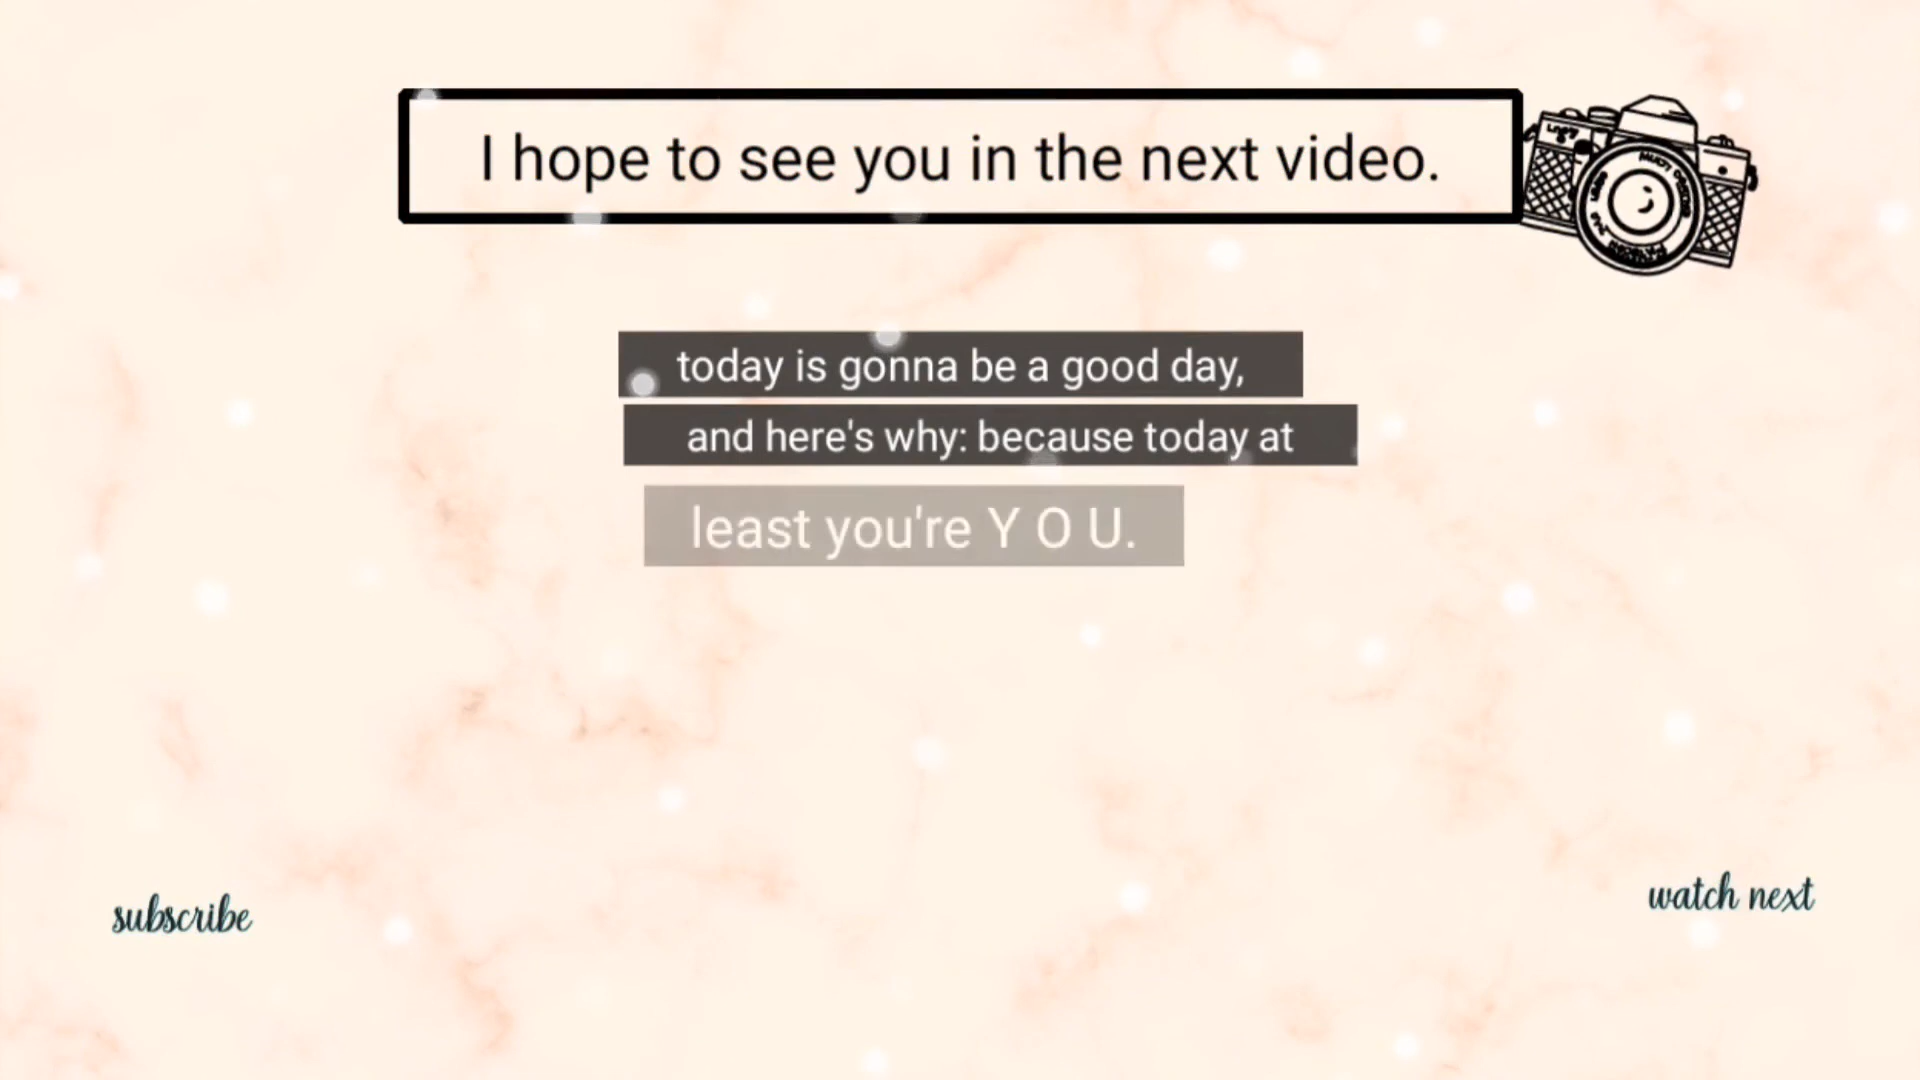 I hope to see you in the next video.
today is gonna be a good day,
and here's why: because today at
least you're Y O U.
subscribe
watch next